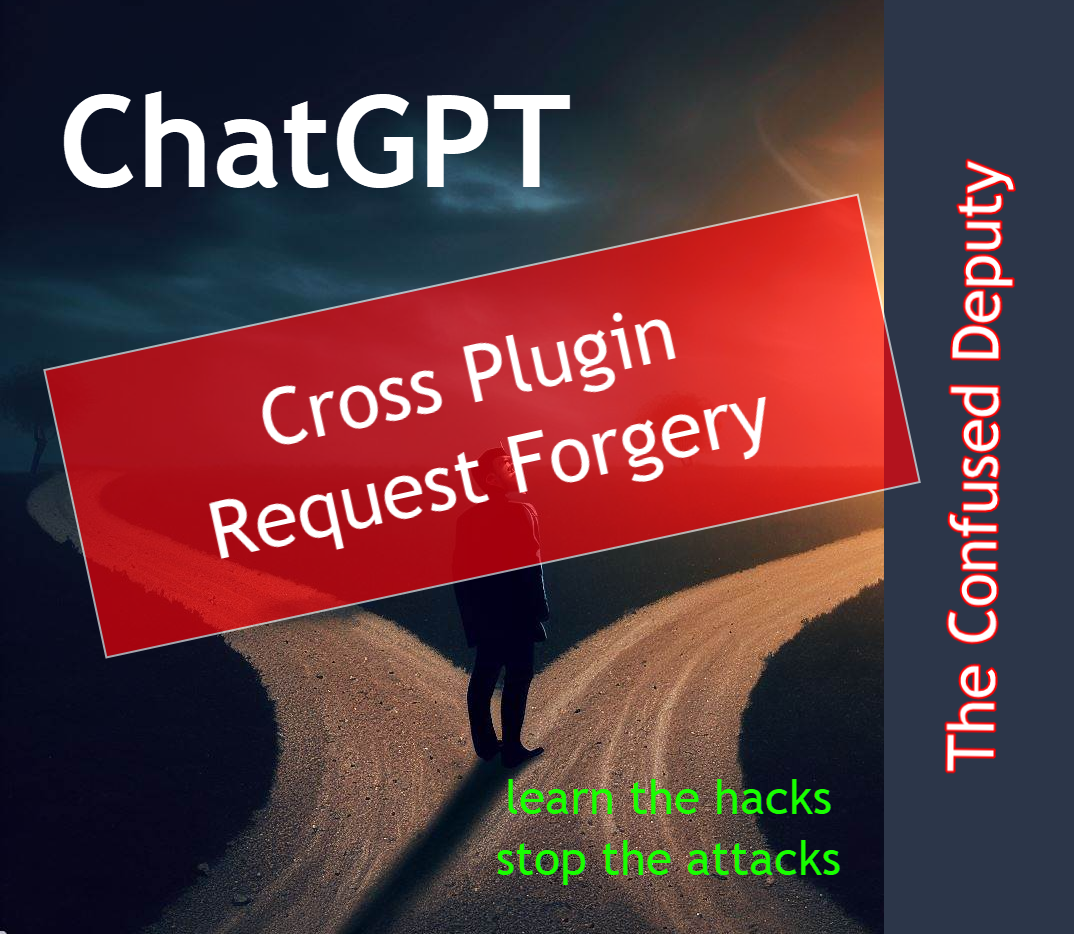 ChatGPT
Cross Plugin
Request Forgery
learn the hacks
stop the attacks
The Confused Deputy